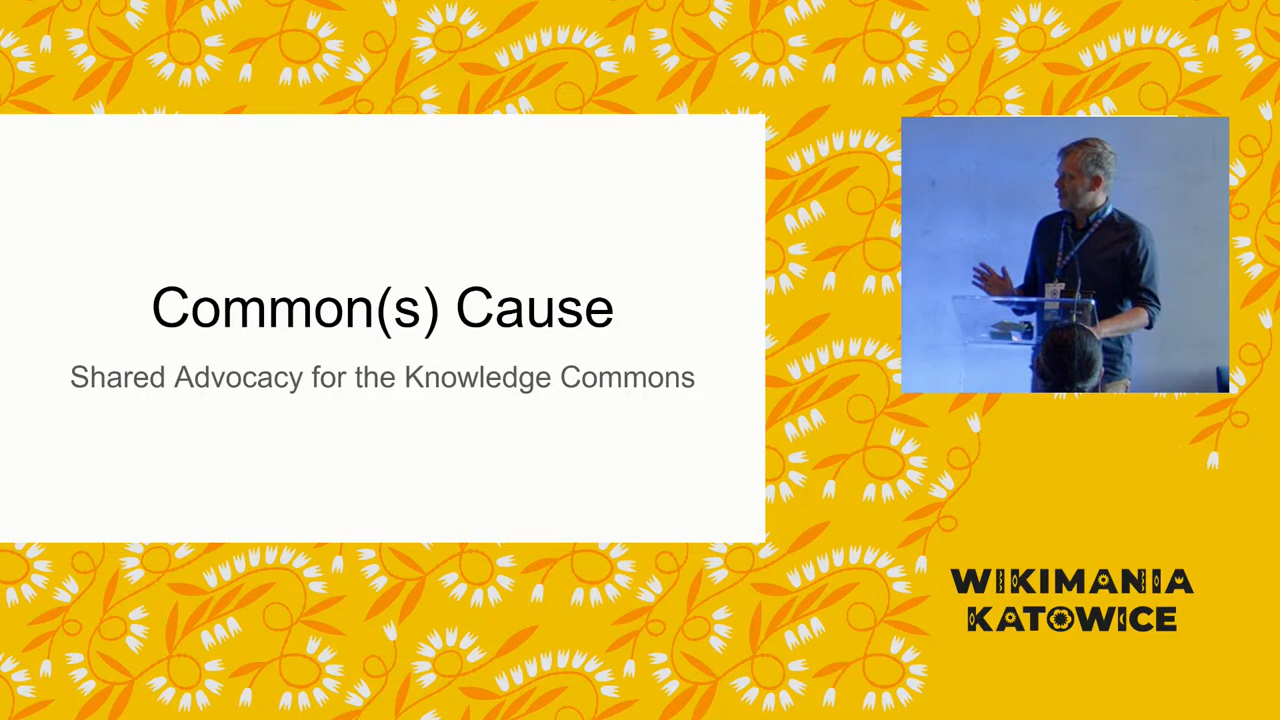 Common(s) Cause
Shared Advocacy for the Knowledge Commons
WIKIMANIA
KATOWICE